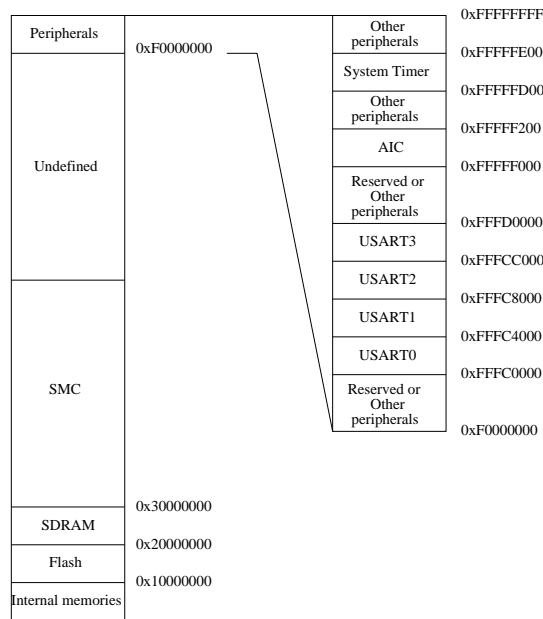 Peripherals
0xF0000000
Undefined
SMC
0x30000000
SDRAM
0x20000000
Flash
0x10000000
Internal memories
0xFFFFFFFF
Other
peripherals
0xFFFFFE00
System Timer
0xFFFFFD00
Other
peripherals
0xFFFFF200
AIC
0xFFFFF000
Reserved or
Other
peripherals
0xFFFD0000
USART3
0xFFFCC000
USART2
0xFFFC8000
USART1
0xFFFC4000
USART0
0xFFFC0000
Reserved or
Other
peripherals
0xF0000000